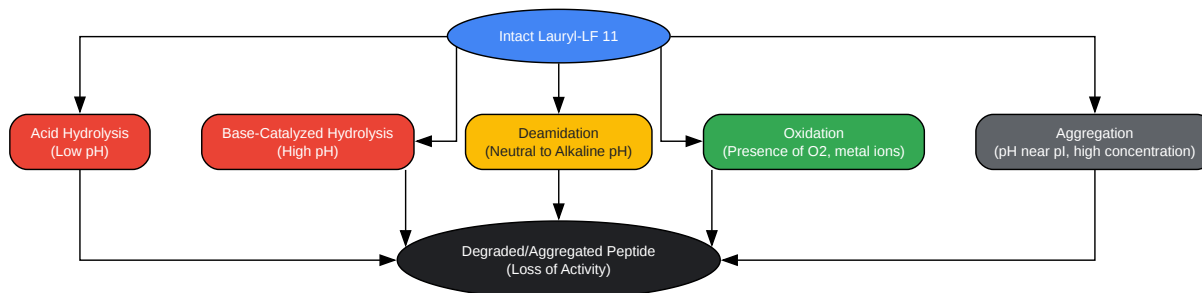 Intact Lauryl-LF 11
Acid Hydrolysis
(Low pH)
Base-Catalyzed Hydrolysis
(High pH)
Deamidation
(Neutral to Alkaline pH)
Oxidation
(Presence of O2, metal ions)
Aggregation
(pH near pI, high concentration)
Degraded/Aggregated Peptide
(Loss of Activity)